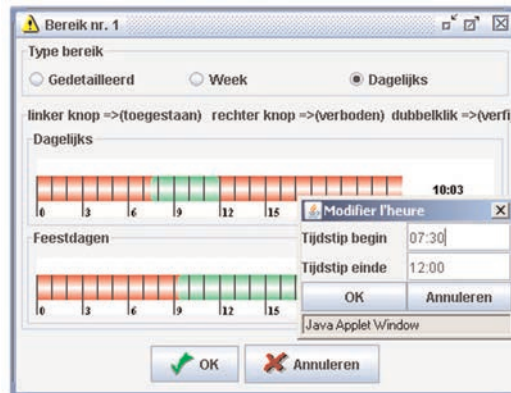 Bereik nr. 1
Type bereik
Gedetailleerd Week Dagelijks
linker knop =>(toegestaan) rechter knop =>(verboden) dubbelklik =>(verfi
Dagelijks
10:03
0 3 6 9 12 15
Modifier l'heure
Tijdstip begin 07:30
Tijdstip einde 12:00
OK Annuleren
Java Applet Window
Feestdagen
0 3 6 9 12 15
OK Annuleren